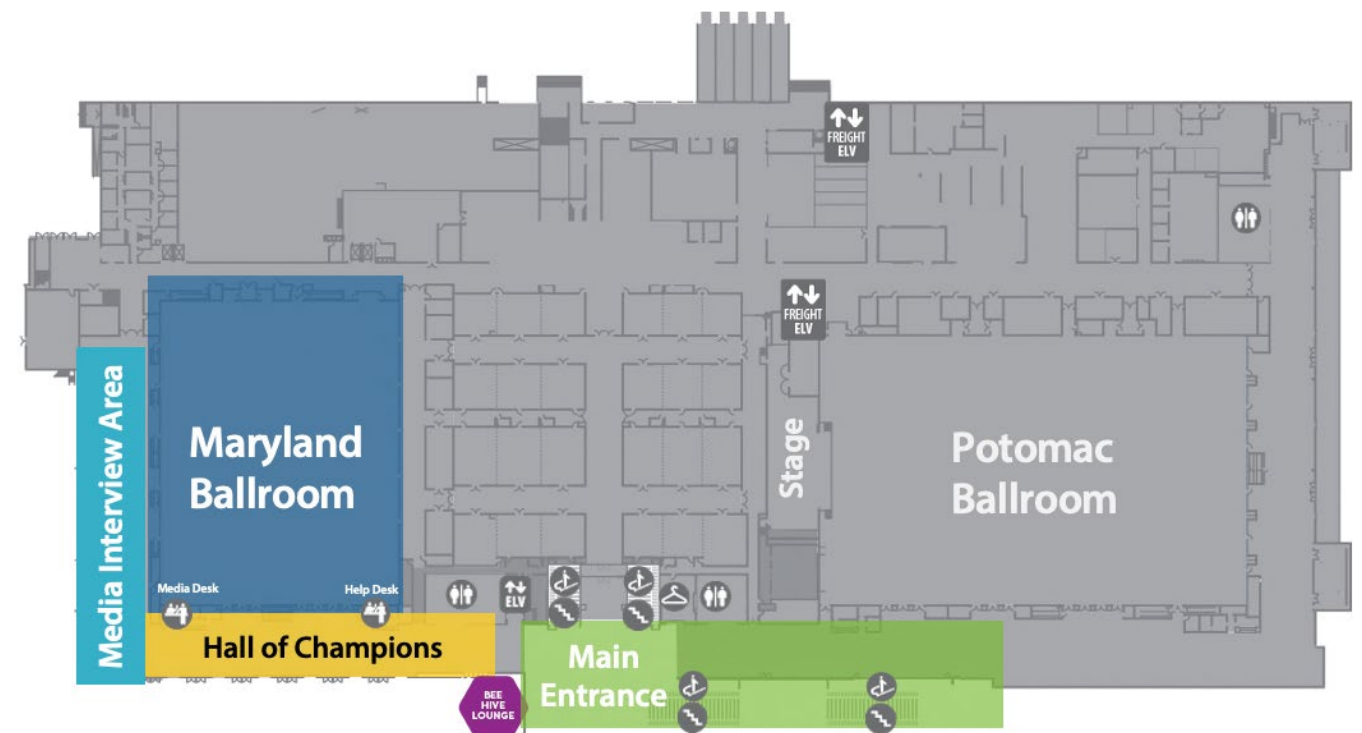 FREIGHT
ELV
FREIGHT
ELV
Media Interview Area
Maryland
Ballroom
Stage
Potomac
Ballroom
Media Desk
Help Desk
ELV
Hall of Champions
Main
Entrance
BEE
HIVE
LOUNGE